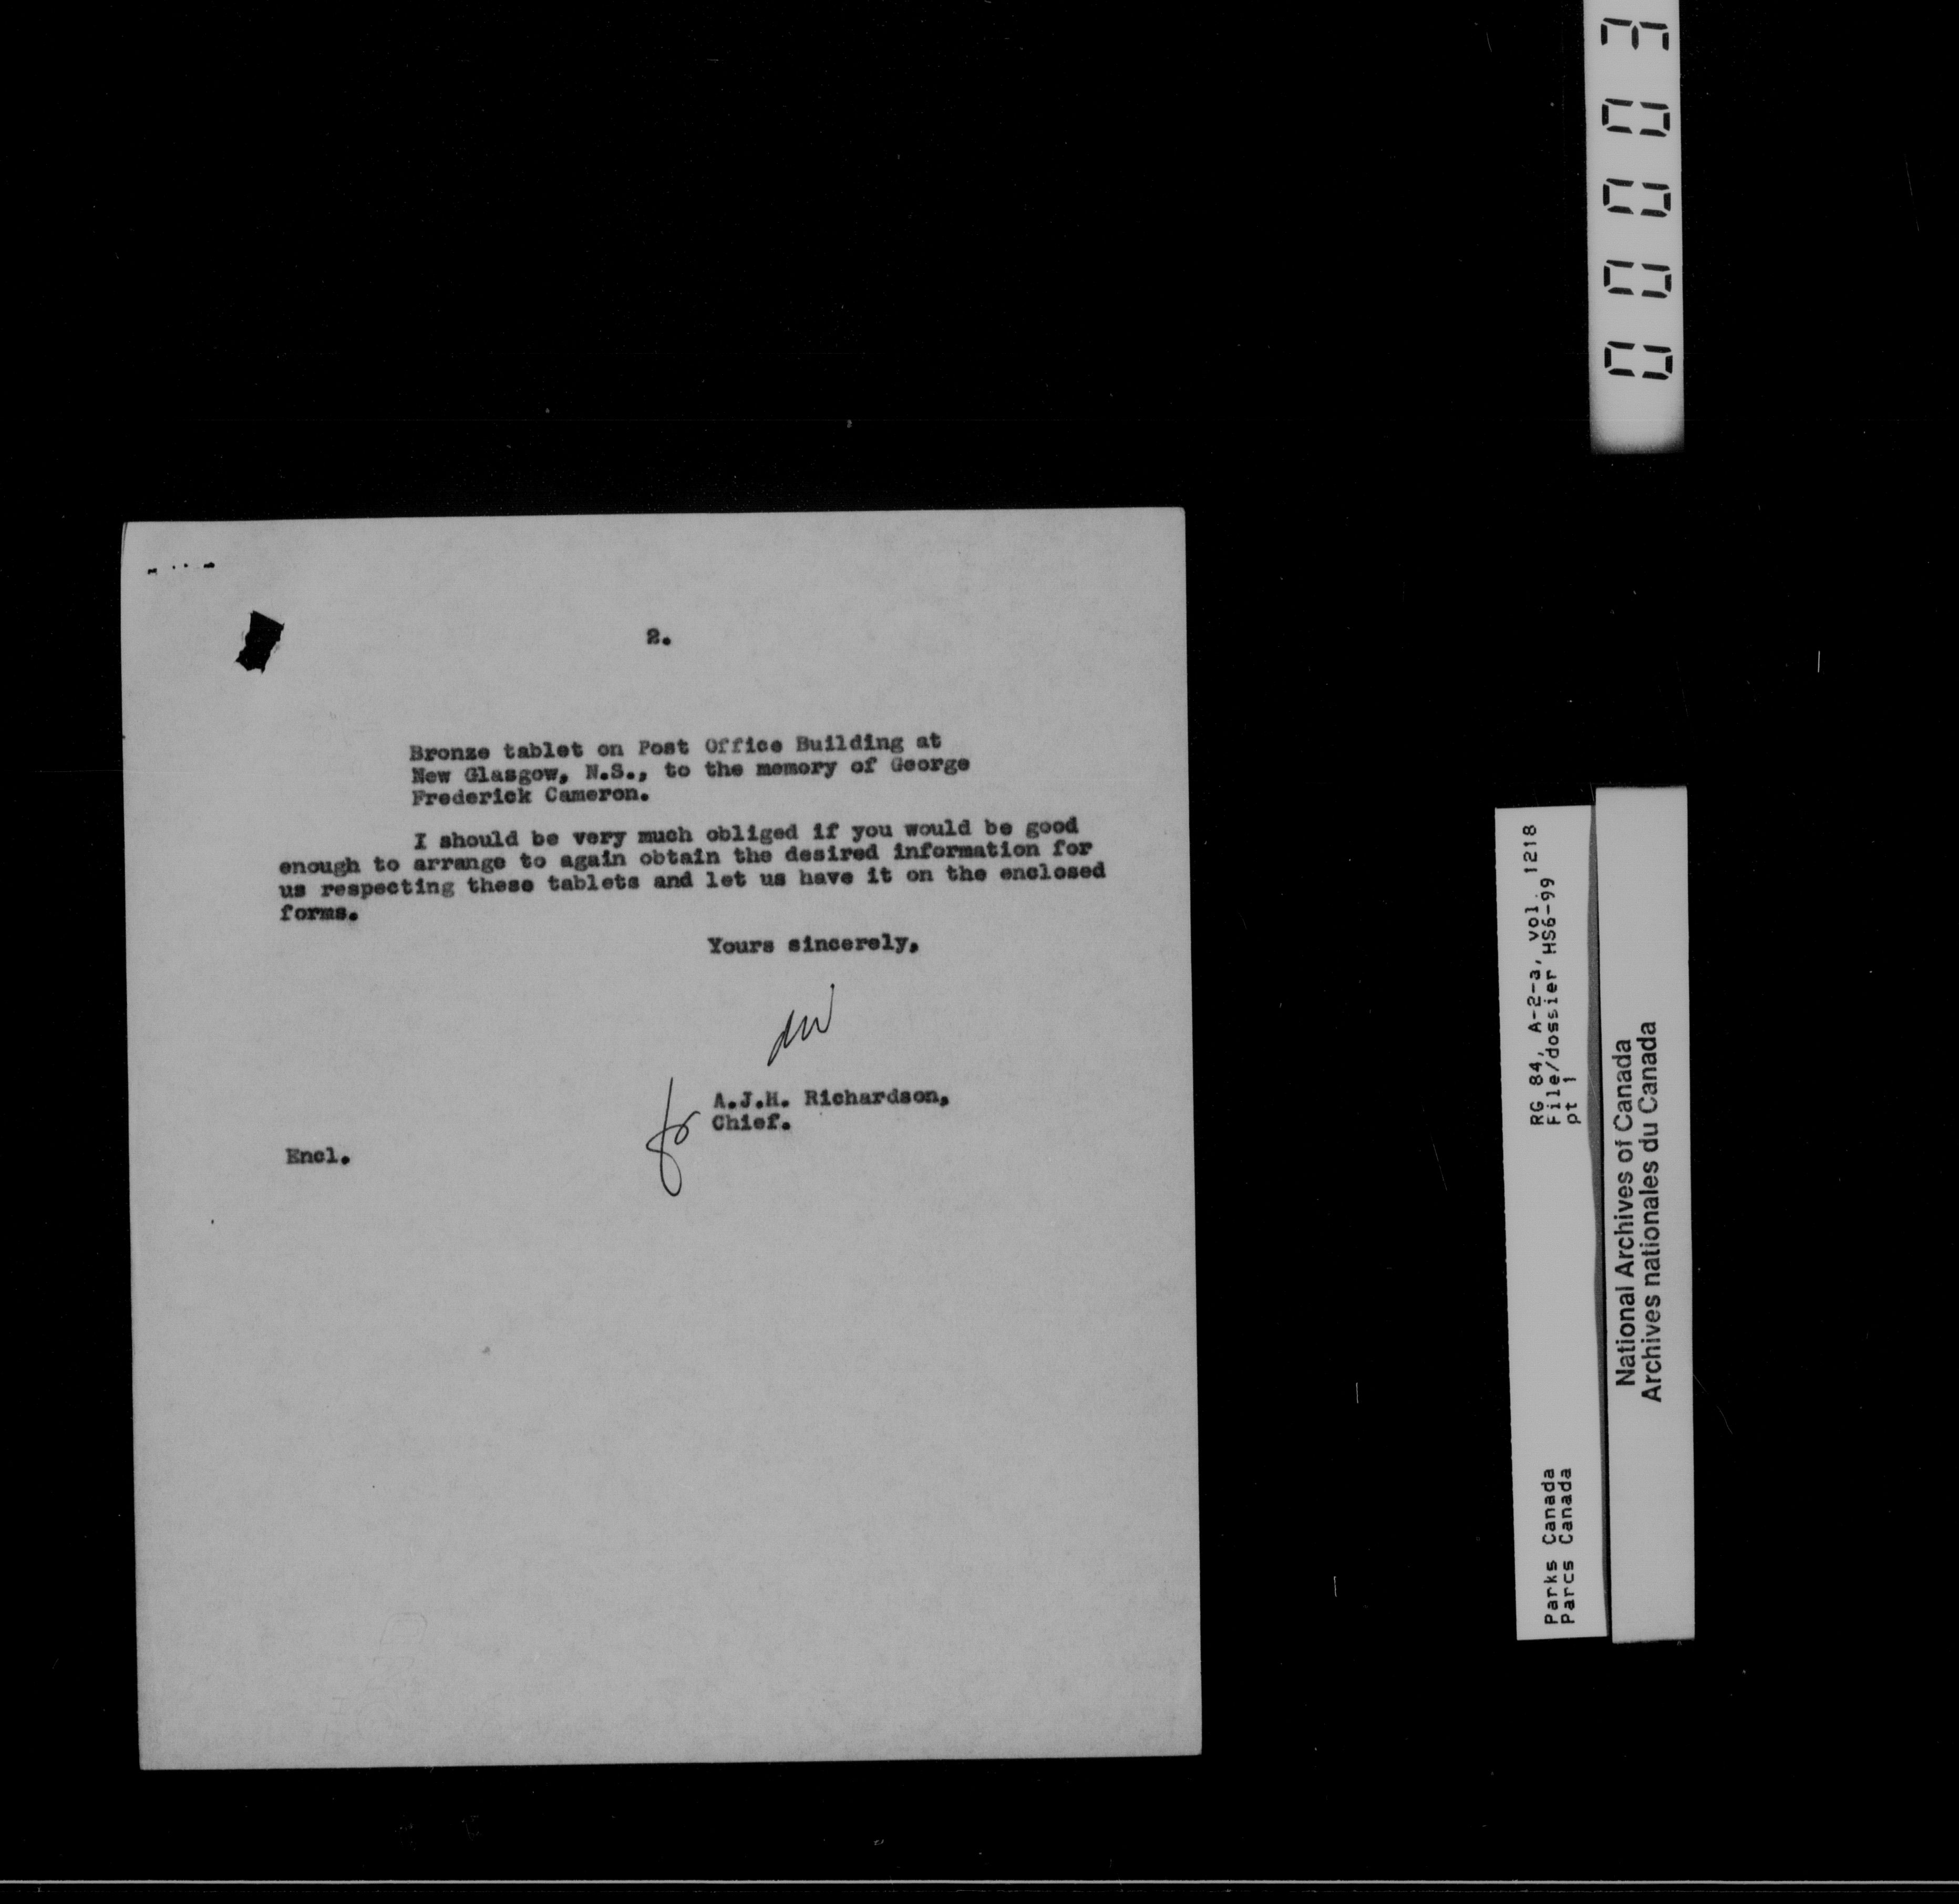 2.
Bronze tablet on Post Office Building at
New Glasgow, N.S., to the memory of George
Frederick Cameron.
I should be very much obliged if you would be good
enough to arrange to again obtain the desired information for
us respecting these tablets and let us have it on the enclosed
forms.
Yours sincerely,
for
A.J.H. Richardson,
Chief.
Encl.
RG 84, A-2-a, vol. 1218
File/dossier HS6-99
pt 1
Parks Canada
Parcs Canada
National Archives of Canada
Archives nationales du Canada